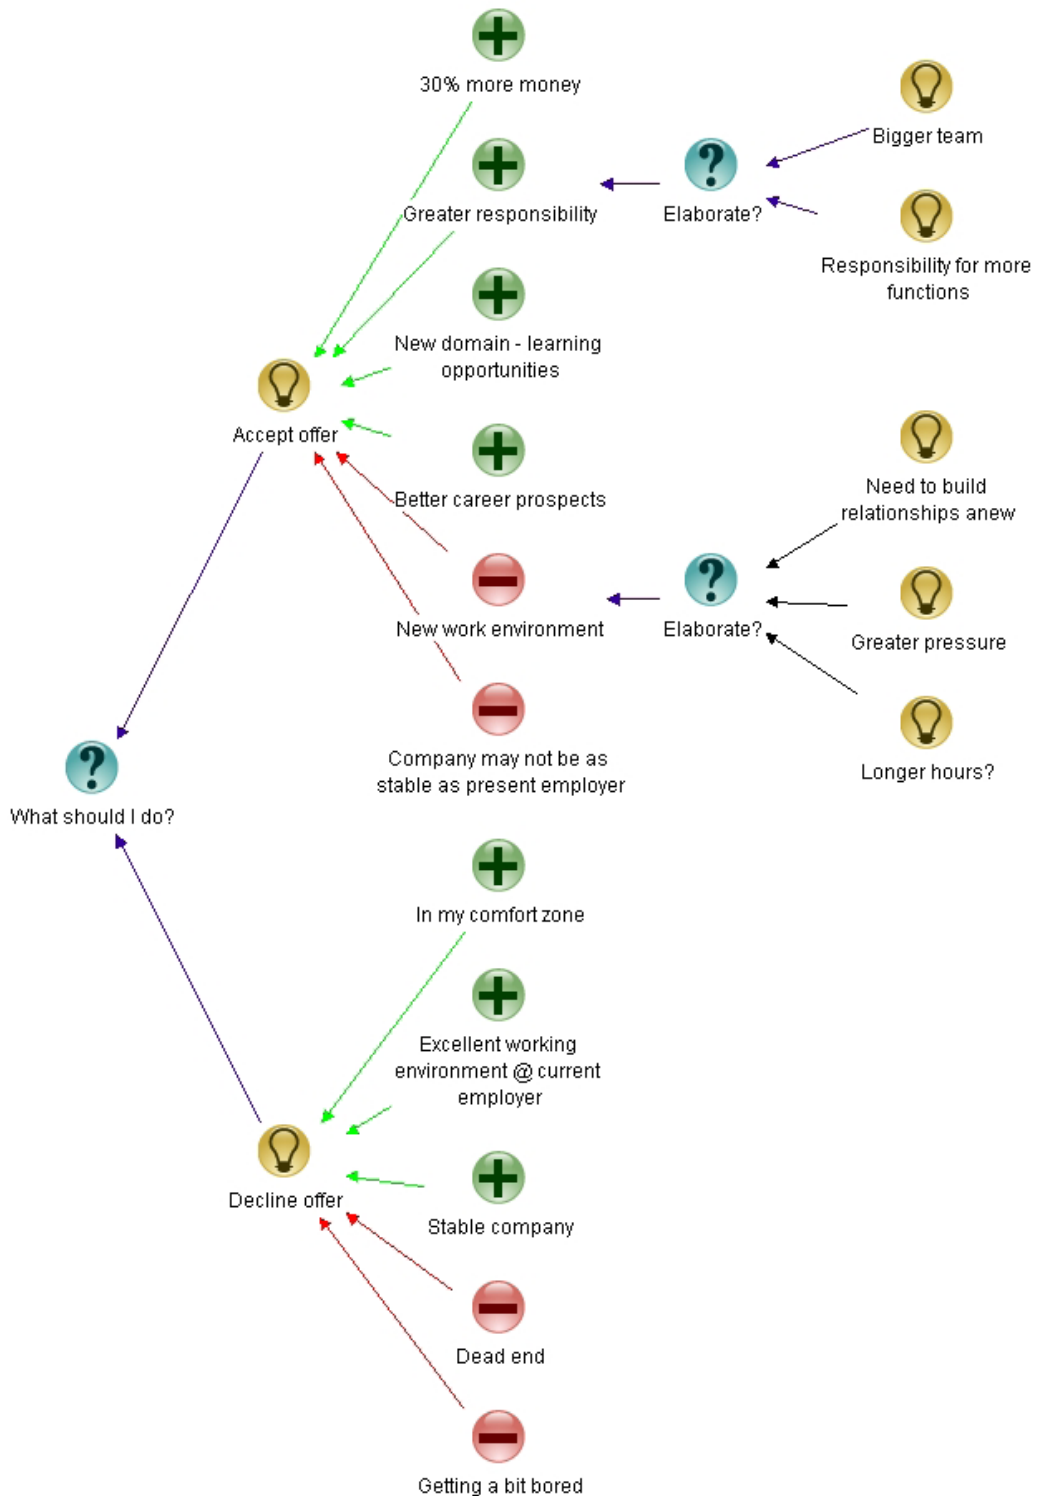 30% more money
Bigger team
Greater responsibility
Elaborate?
Responsibility for more
functions
New domain - learning
opportunities
Accept offer
Better career prospects
Need to build
relationships anew
New work environment
Elaborate?
Greater pressure
Company may not be as
stable as present employer
Longer hours?
What should I do?
In my comfort zone
Excellent working
environment @ current
employer
Decline offer
Stable company
Dead end
Getting a bit bored